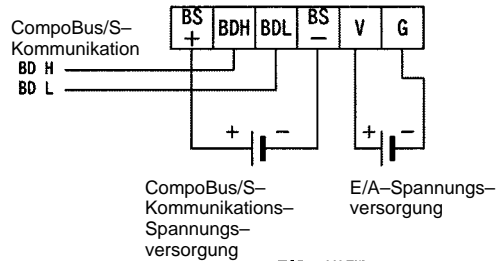 BS+ BDH BDL BS− V G
CompoBus/S–
Kommunikation
BD H
BD L
+ −
+ −
CompoBus/S–
Kommunikations–
Spannungs–
versorgung
E/A–Spannungs–
versorgung